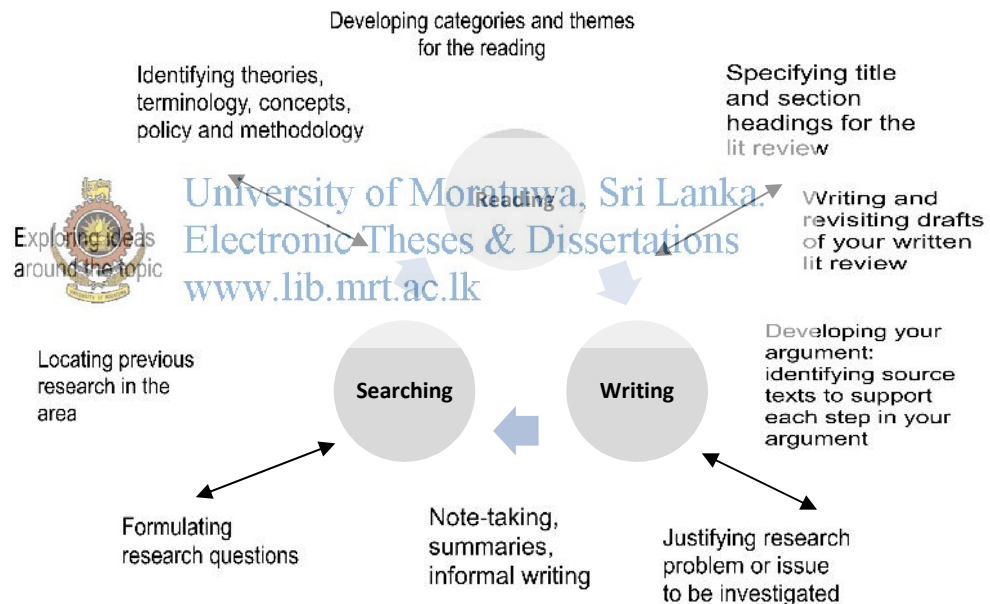 Developing categories and themes
for the reading
Identifying theories,
terminology, concepts,
policy and methodology
Specifying title
and section
headings for the
lit review
University of Moratuwa, Sri Lanka.
Electronic Theses & Dissertations
www.lib.mrt.ac.lk
Reading
Exploring ideas
around the topic
UNIVERSITY OF MORATUWA
Writing and
revisiting drafts
of your written
lit review
Locating previous
research in the
area
Searching
Writing
Developing your
argument:
identifying source
texts to support
each step in your
argument
Formulating
research questions
Note-taking,
summaries,
informal writing
Justifying research
problem or issue
to be investigated